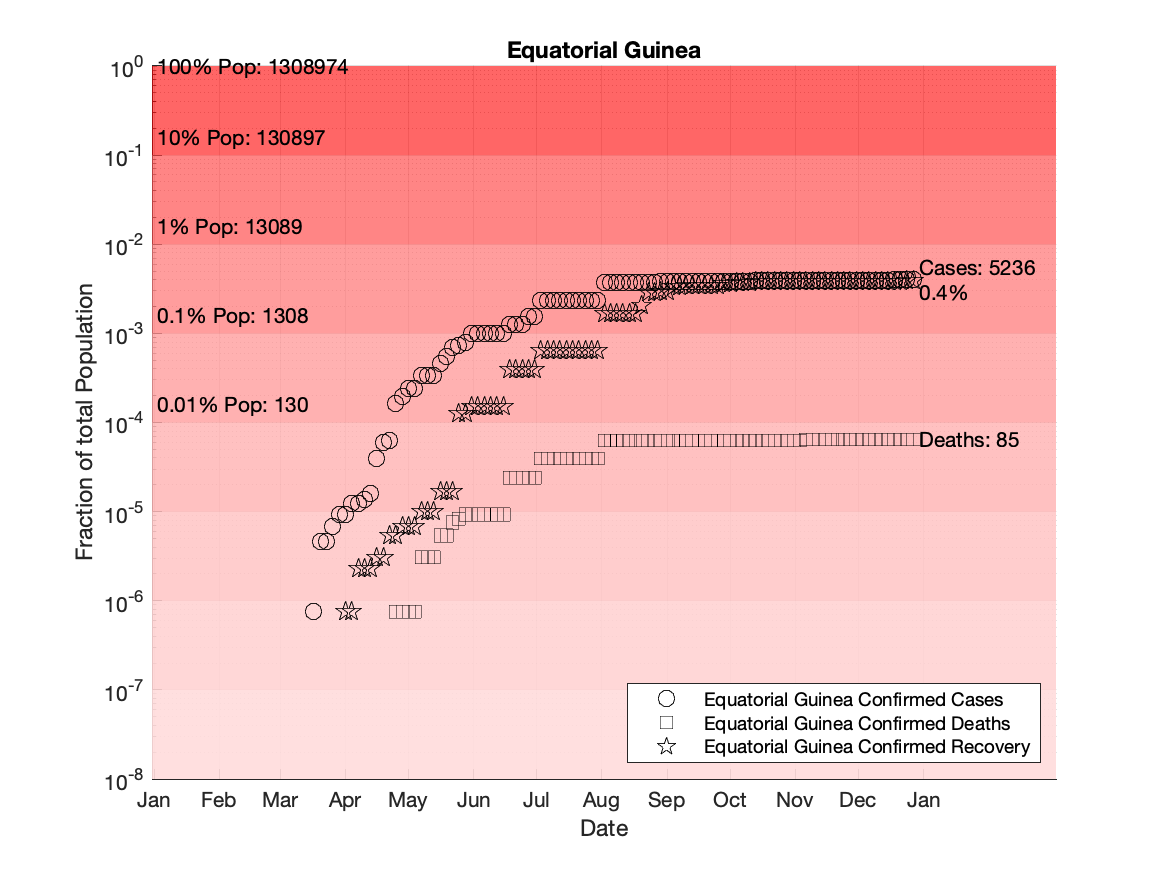 Equatorial Guinea
Fraction of total Population
10^0
10^-1
10^-2
10^-3
10^-4
10^-5
10^-6
10^-7
10^-8
100% Pop: 1308974
10% Pop: 130897
1% Pop: 13089
0.1% Pop: 1308
0.01% Pop: 130
Cases: 5236
0.4%
Deaths: 85
Equatorial Guinea Confirmed Cases
Equatorial Guinea Confirmed Deaths
Equatorial Guinea Confirmed Recovery
Jan Feb Mar Apr May Jun Jul Aug Sep Oct Nov Dec Jan
Date